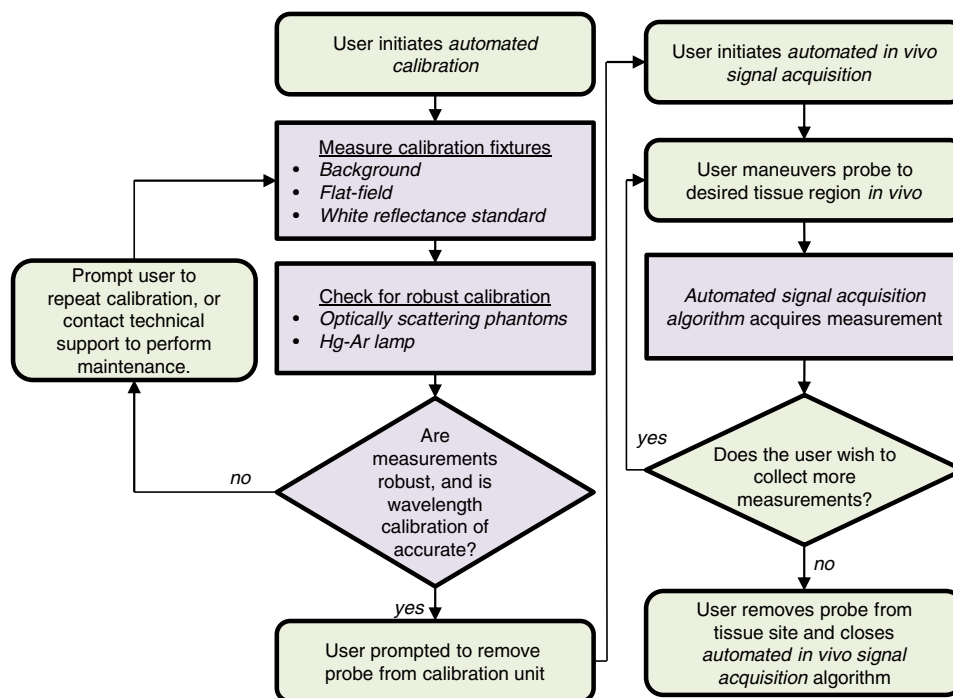 User initiates automated
calibration
Measure calibration fixtures
• Background
• Flat-field
• White reflectance standard
Prompt user to
repeat calibration, or
contact technical
support to perform
maintenance.
Check for robust calibration
• Optically scattering phantoms
• Hg-Ar lamp
Are
measurements
robust, and is
wavelength
calibration of
accurate?
no
yes
User prompted to remove
probe from calibration unit
User initiates automated in vivo
signal acquisition
User maneuvers probe to
desired tissue region in vivo
Automated signal acquisition
algorithm acquires measurement
yes
Does the user wish to
collect more
measurements?
no
User removes probe from
tissue site and closes
automated in vivo signal
acquisition algorithm